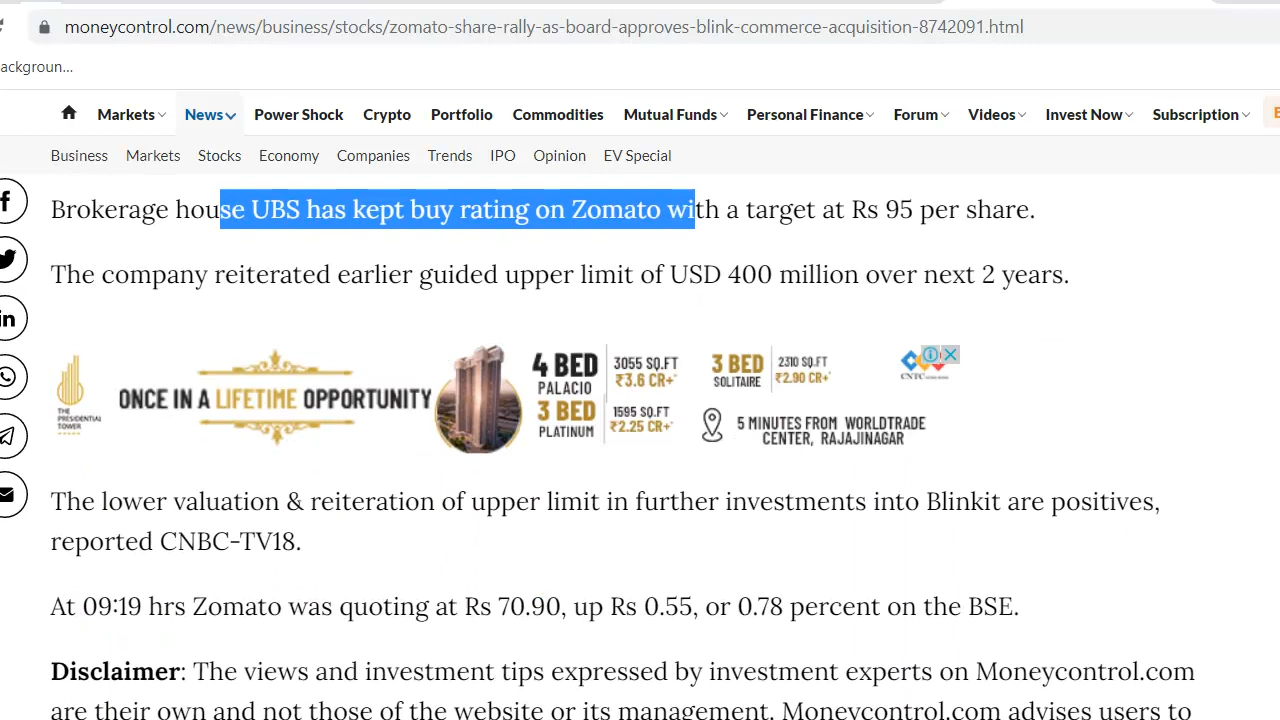 moneycontrol.com/news/business/stocks/zomato-share-rally-as-board-approves-blink-commerce-acquisition-8742091.html
ackgroun...
Markets News Power Shock Crypto Portfolio Commodities Mutual Funds Personal Finance Forum Videos Invest Now Subscription E
Business Markets Stocks Economy Companies Trends IPO Opinion EV Special
Brokerage house UBS has kept buy rating on Zomato with a target at Rs 95 per share.
The company reiterated earlier guided upper limit of USD 400 million over next 2 years.
THE PRESIDENTIAL TOWER
ONCE IN A LIFETIME OPPORTUNITY
4 BED PALACIO 3055 SQ.FT ₹3.6 CR+*
3 BED PLATINUM 1595 SQ.FT ₹2.25 CR+*
3 BED SOLITAIRE 2310 SQ.FT ₹2.90 CR+*
CNTC
5 MINUTES FROM WORLDTRADE
CENTER, RAJAJINAGAR
The lower valuation & reiteration of upper limit in further investments into Blinkit are positives,
reported CNBC-TV18.
At 09:19 hrs Zomato was quoting at Rs 70.90, up Rs 0.55, or 0.78 percent on the BSE.
Disclaimer: The views and investment tips expressed by investment experts on Moneycontrol.com
are their own and not those of the website or its management. Moneycontrol.com advises users to